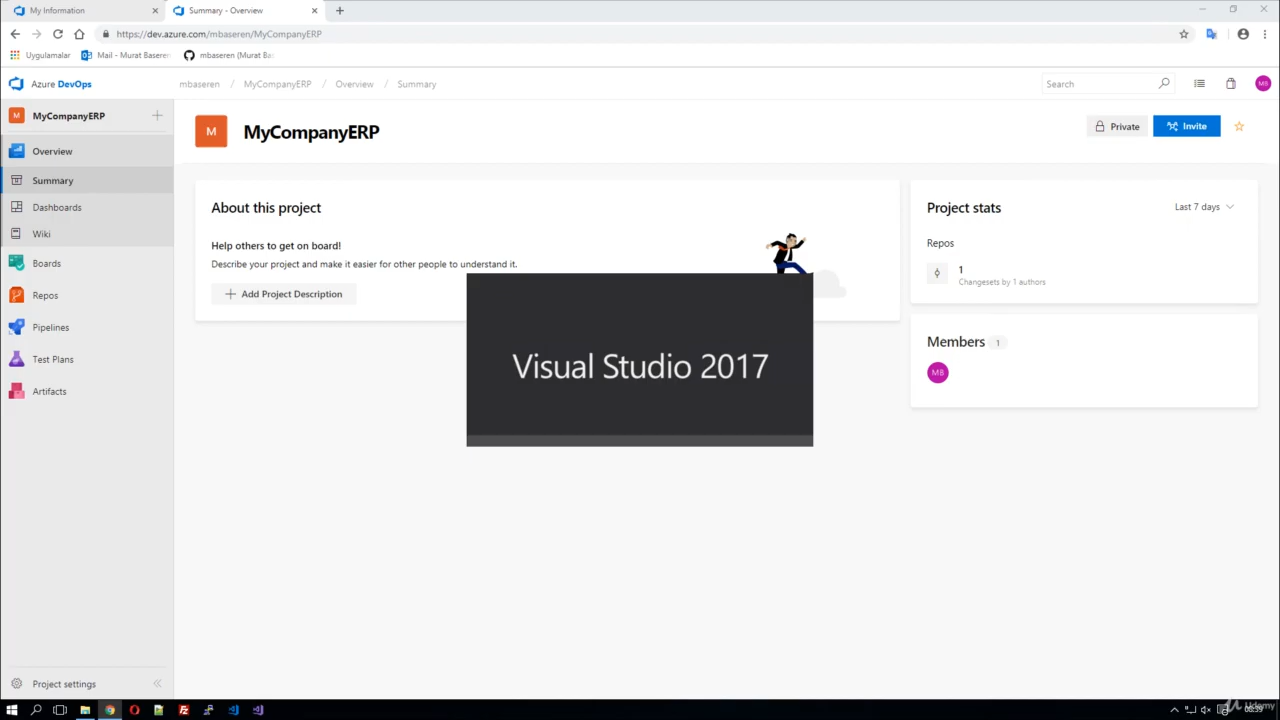 My Information
Summary - Overview
https://dev.azure.com/mbaseren/MyCompanyERP
Uygulamalar
Mail - Murat Baseren
mbaseren (Murat Bas
Azure DevOps
mbaseren / MyCompanyERP / Overview / Summary
Search
MB
M
MyCompanyERP
Overview
Summary
Dashboards
Wiki
Boards
Repos
Pipelines
Test Plans
Artifacts
Project settings
M
MyCompanyERP
Private
Invite
About this project
Help others to get on board!
Describe your project and make it easier for other people to understand it.
Add Project Description
Visual Studio 2017
Project stats
Last 7 days
Repos
1
Changesets by 1 authors
Members 1
MB
Udemy